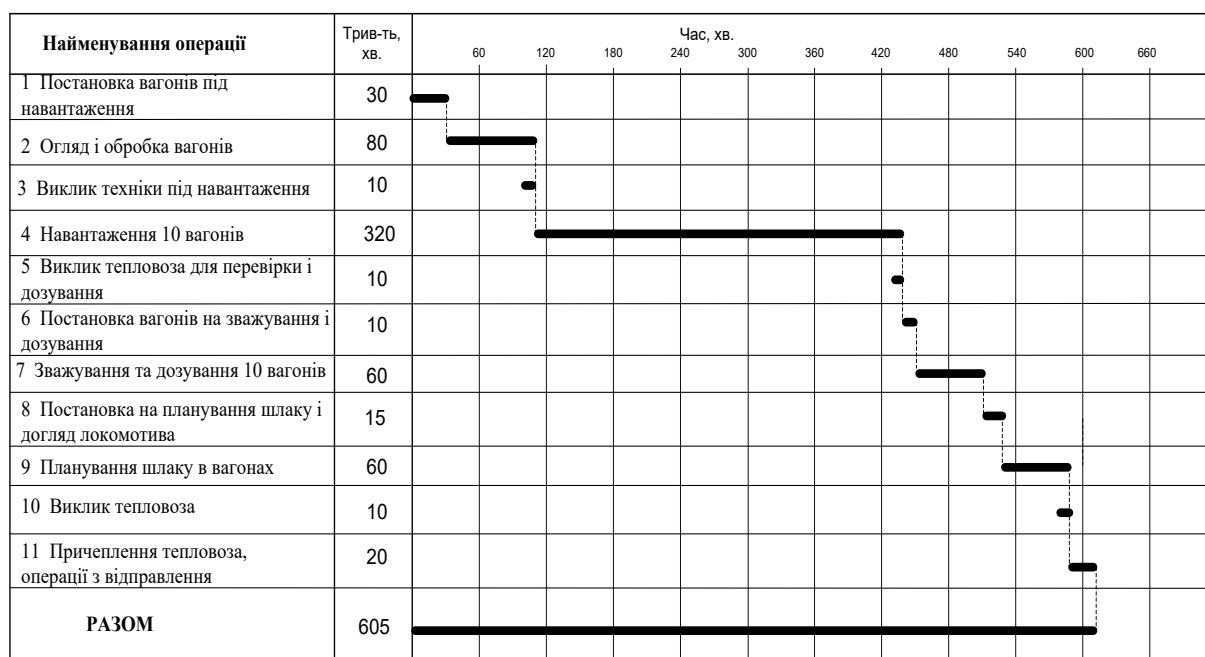 Найменування операції
Трив-ть,
хв.
Час, хв.
60 120 180 240 300 360 420 480 540 600 660
1 Постановка вагонів під
навантаження
30
2 Огляд і обробка вагонів
80
3 Виклик техніки під навантаження
10
4 Навантаження 10 вагонів
320
5 Виклик тепловоза для перевірки і
дозування
10
6 Постановка вагонів на зважування і
дозування
10
7 Зважування та дозування 10 вагонів
60
8 Постановка на планування шлаку і
догляд локомотива
15
9 Планування шлаку в вагонах
60
10 Виклик тепловоза
10
11 Причеплення тепловоза,
операції з відправлення
20
РАЗОМ
605